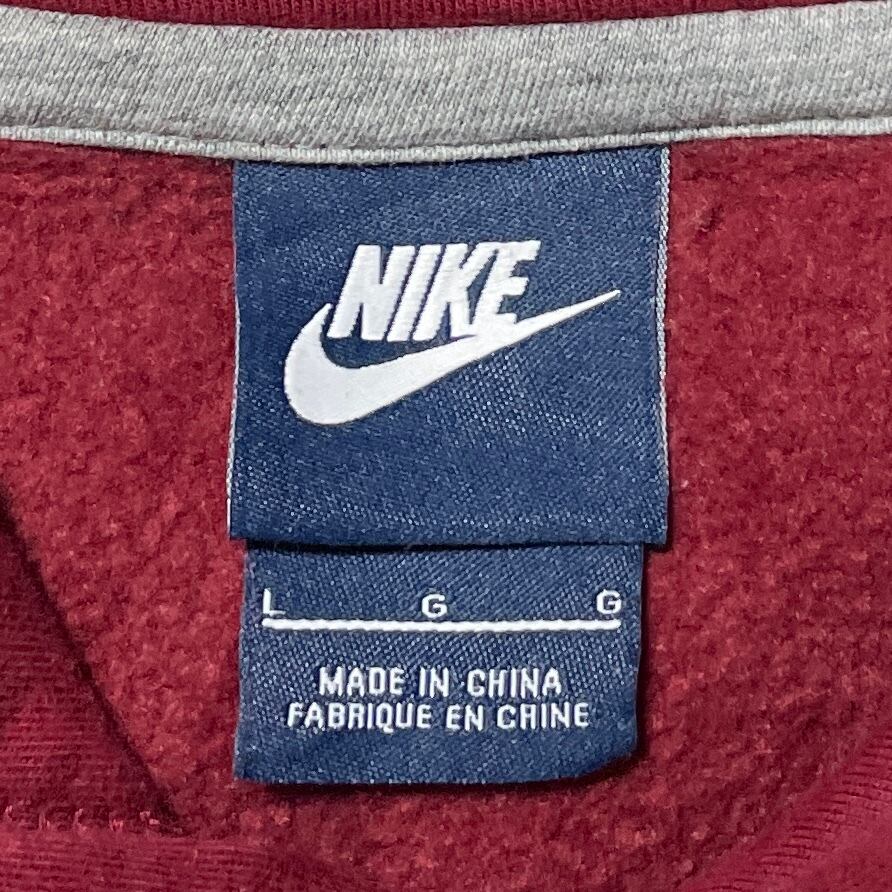 NIKE
L G G
MADE IN CHINA
FABRIQUE EN CHINE